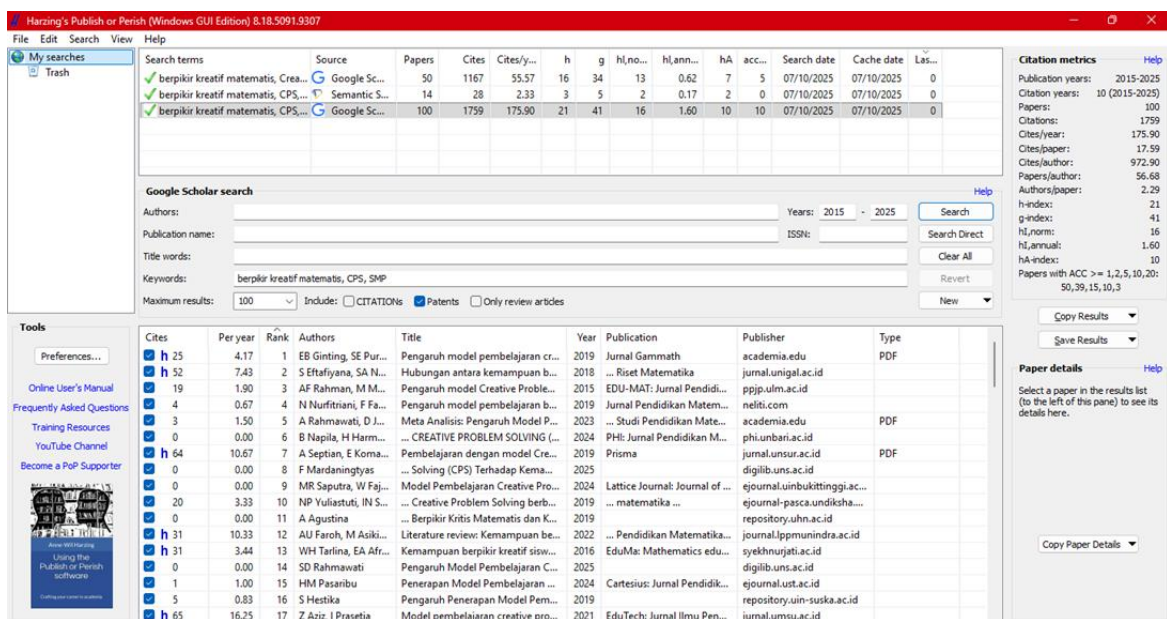 Harzing's Publish or Perish (Windows GUI Edition) 8.18.5091.9307
File Edit Search View Help
My searches
Trash
Search terms Source Papers Cites Cites/y... h g hI,no... hI,ann... hA acc... Search date Cache date Las...
berpikir kreatif matematis, Crea... Google Sc... 50 1167 55.57 16 34 13 0.62 7 5 07/10/2025 07/10/2025 0
berpikir kreatif matematis, CPS,... Semantic S... 14 28 2.33 3 5 2 0.17 2 0 07/10/2025 07/10/2025 0
berpikir kreatif matematis, CPS,... Google Sc... 100 1759 175.90 21 41 16 1.60 10 10 07/10/2025 07/10/2025 0
Google Scholar search Help
Authors: Years: 2015 - 2025 Search
Publication name: ISSN: Search Direct
Title words: Clear All
Keywords: berpikir kreatif matematis, CPS, SMP Revert
Maximum results: 100 Include: CITATIONs Patents Only review articles New
Citation metrics Help
Publication years: 2015-2025
Citation years: 10 (2015-2025)
Papers: 100
Citations: 1759
Cites/year: 175.90
Cites/paper: 17.59
Cites/author: 972.90
Papers/author: 56.68
Authors/paper: 2.29
h-index: 21
g-index: 41
hI,norm: 16
hI,annual: 1.60
hA-index: 10
Papers with ACC >= 1,2,5,10,20:
50,39,15,10,3
Copy Results
Save Results
Tools
Preferences...
Online User's Manual
Frequently Asked Questions
Training Resources
YouTube Channel
Become a PoP Supporter
Anne-Wil Harzing
Using the
Publish or Perish
software
Crafting your career in academia
Cites Per year Rank Authors Title Year Publication Publisher Type
h 25 4.17 1 EB Ginting, SE Pur... Pengaruh model pembelajaran cr... 2019 Jurnal Gammath academia.edu PDF
h 52 7.43 2 S Eftafiyana, SA N... Hubungan antara kemampuan b... 2018 ... Riset Matematika jurnal.unigal.ac.id
19 1.90 3 AF Rahman, M M... Pengaruh model Creative Proble... 2015 EDU-MAT: Jurnal Pendidi... ppjp.ulm.ac.id
4 0.67 4 N Nurfitriani, F Fa... Pengaruh model pembelajaran b... 2019 Jurnal Pendidikan Matem... neliti.com
3 1.50 5 A Rahmawati, D J... Meta Analisis: Pengaruh Model P... 2023 ... Studi Pendidikan Mate... academia.edu PDF
0 0.00 6 B Napila, H Harm... ... CREATIVE PROBLEM SOLVING (... 2024 PHI: Jurnal Pendidikan M... phi.unbari.ac.id
h 64 10.67 7 A Septian, E Koma... Pembelajaran dengan model Cre... 2019 Prisma jurnal.unsur.ac.id PDF
0 0.00 8 F Mardaningtyas ... Solving (CPS) Terhadap Kema... 2025 digilib.uns.ac.id
0 0.00 9 MR Saputra, W Faj... Model Pembelajaran Creative Pro... 2024 Lattice Journal: Journal of ... ejournal.uinbukittinggi.ac...
20 3.33 10 NP Yuliastuti, IN S... ... Creative Problem Solving berb... 2019 ... matematika ... ejournal-pasca.undiksha....
0 0.00 11 A Agustina ... Berpikir Kritis Matematis dan K... 2019 repository.uhn.ac.id
h 31 10.33 12 AU Faroh, M Asiki... Literature review: Kemampuan be... 2022 ... Pendidikan Matematika... journal.lppmunindra.ac.id
h 31 3.44 13 WH Tarlina, EA Afr... Kemampuan berpikir kreatif sisw... 2016 EduMa: Mathematics edu... syekhnurjati.ac.id
0 0.00 14 SD Rahmawati Pengaruh Model Pembelajaran C... 2025 digilib.uns.ac.id
1 1.00 15 HM Pasaribu Penerapan Model Pembelajaran ... 2024 Cartesius: Jurnal Pendidik... ejournal.ust.ac.id
5 0.83 16 S Hestika Pengaruh Penerapan Model Pem... 2019 repository.uin-suska.ac.id
h 65 16.25 17 Z Aziz, I Prasetia Model pembelajaran creative pro... 2021 EduTech: Jurnal Ilmu Pen... jurnal.umsu.ac.id
Paper details Help
Select a paper in the results list
(to the left of this pane) to see its
details here.
Copy Paper Details